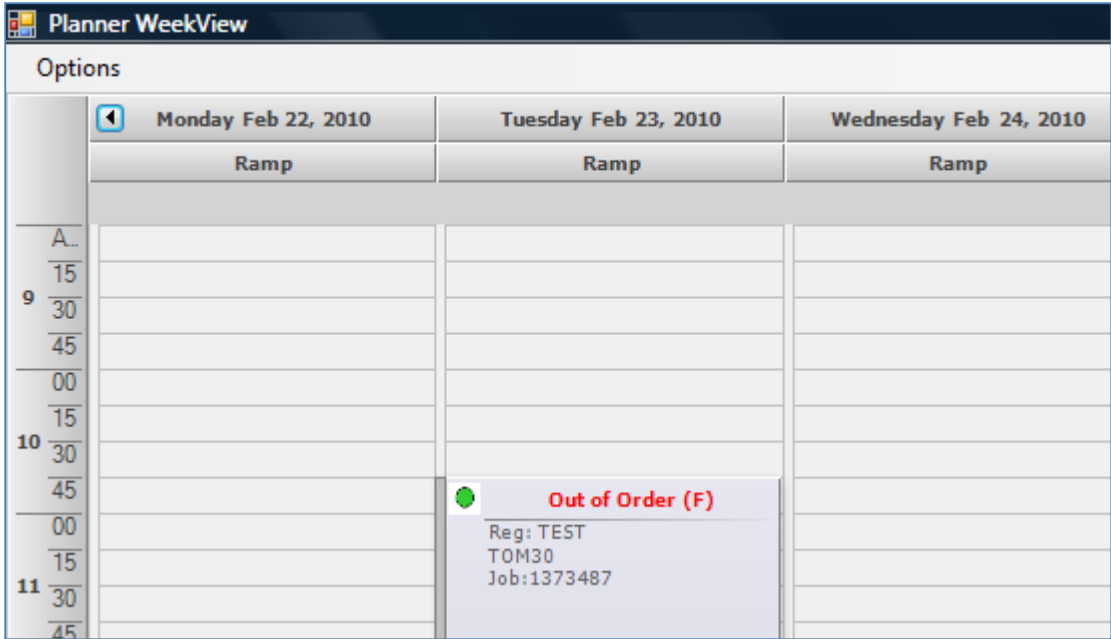 Planner WeekView
Options
Monday Feb 22, 2010 Tuesday Feb 23, 2010 Wednesday Feb 24, 2010
Ramp Ramp Ramp
A...
15
9
30
45
00
15
10
30
45
Out of Order (F)
00
Reg: TEST
TOM30
15
Job:1373487
11
30
45